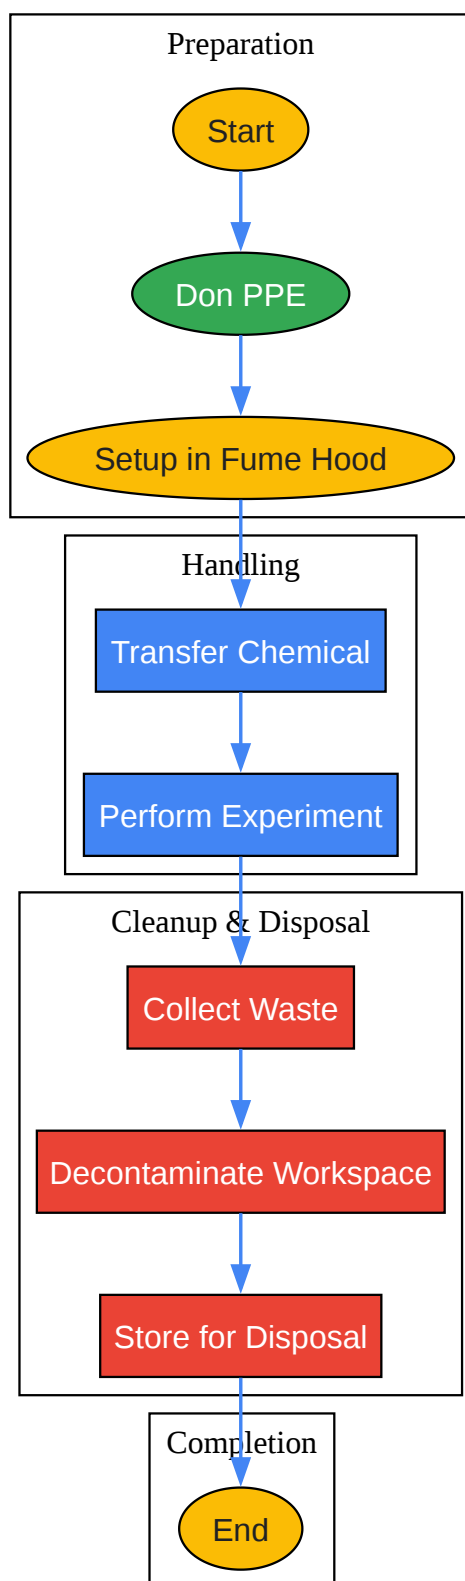 Preparation
Start
Don PPE
Setup in Fume Hood
Handling
Transfer Chemical
Perform Experiment
Cleanup & Disposal
Collect Waste
Decontaminate Workspace
Store for Disposal
Completion
End